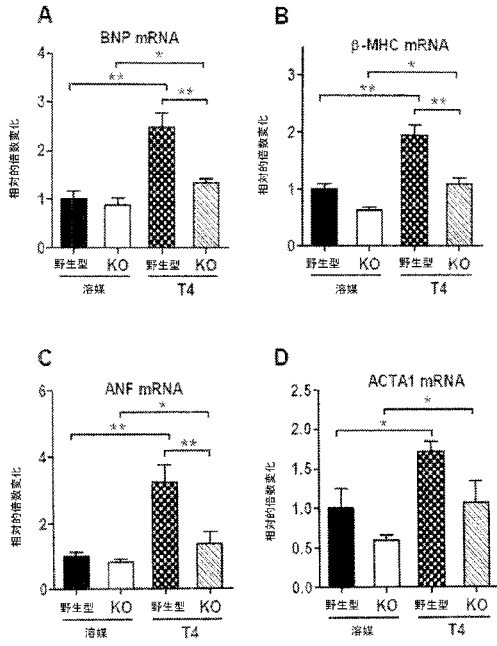 A
BNP mRNA
*
**
**
相対的倍数変化
4
3
2
1
0
野生型 KO 野生型 KO
溶媒 T4
B
β-MHC mRNA
*
**
**
相対的倍数変化
3
2
1
0
野生型 KO 野生型 KO
溶媒 T4
C
ANF mRNA
*
**
**
相対的倍数変化
6
4
2
0
野生型 KO 野生型 KO
溶媒 T4
D
ACTA1 mRNA
*
*
相対的倍数変化
2.5
2.0
1.5
1.0
0.5
0.0
野生型 KO 野生型 KO
溶媒 T4